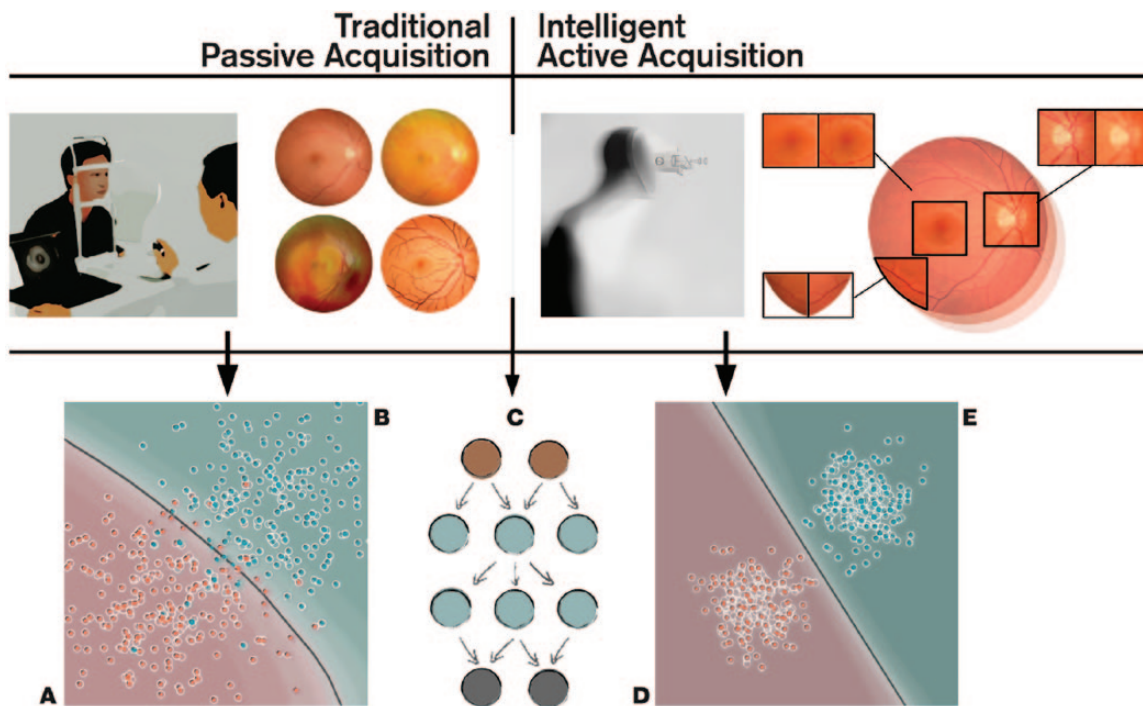 Traditional
Passive Acquisition
Intelligent
Active Acquisition
B
C
E
A
D